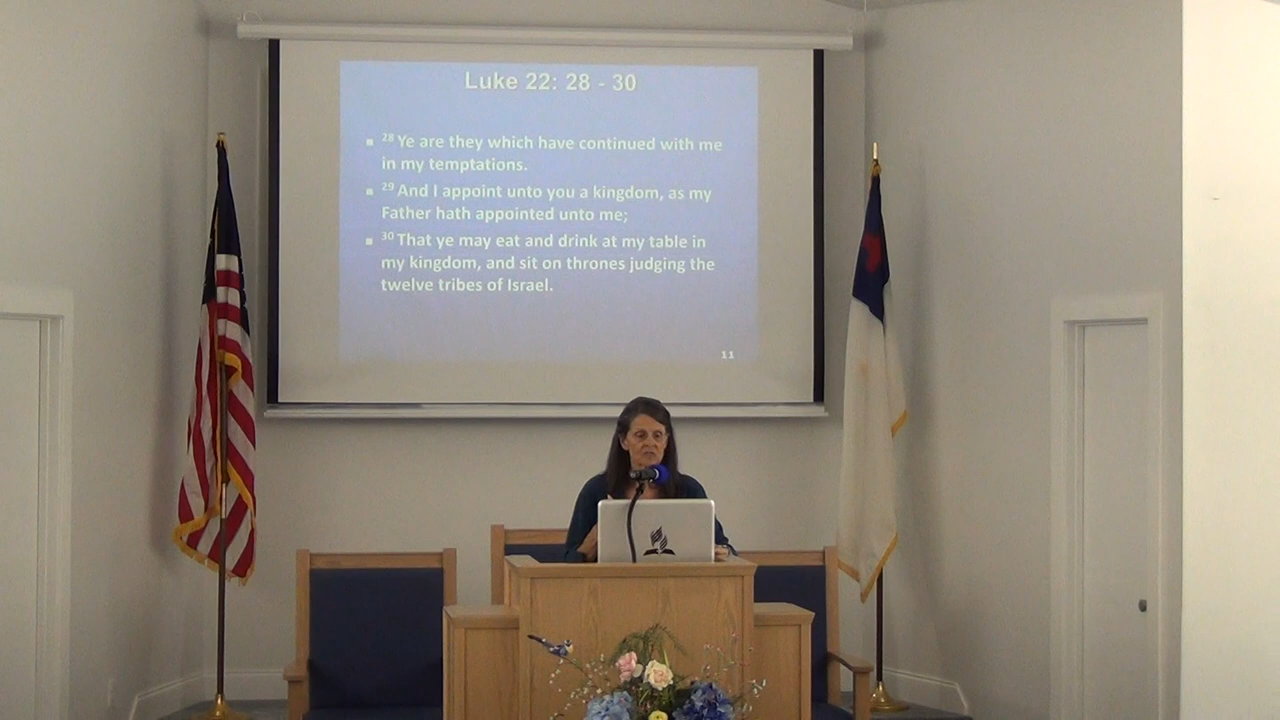 Luke 22: 28 - 30
28 Ye are they which have continued with me
in my temptations.
29 And I appoint unto you a kingdom, as my
Father hath appointed unto me;
30 That ye may eat and drink at my table in
my kingdom, and sit on thrones judging the
twelve tribes of Israel.
11